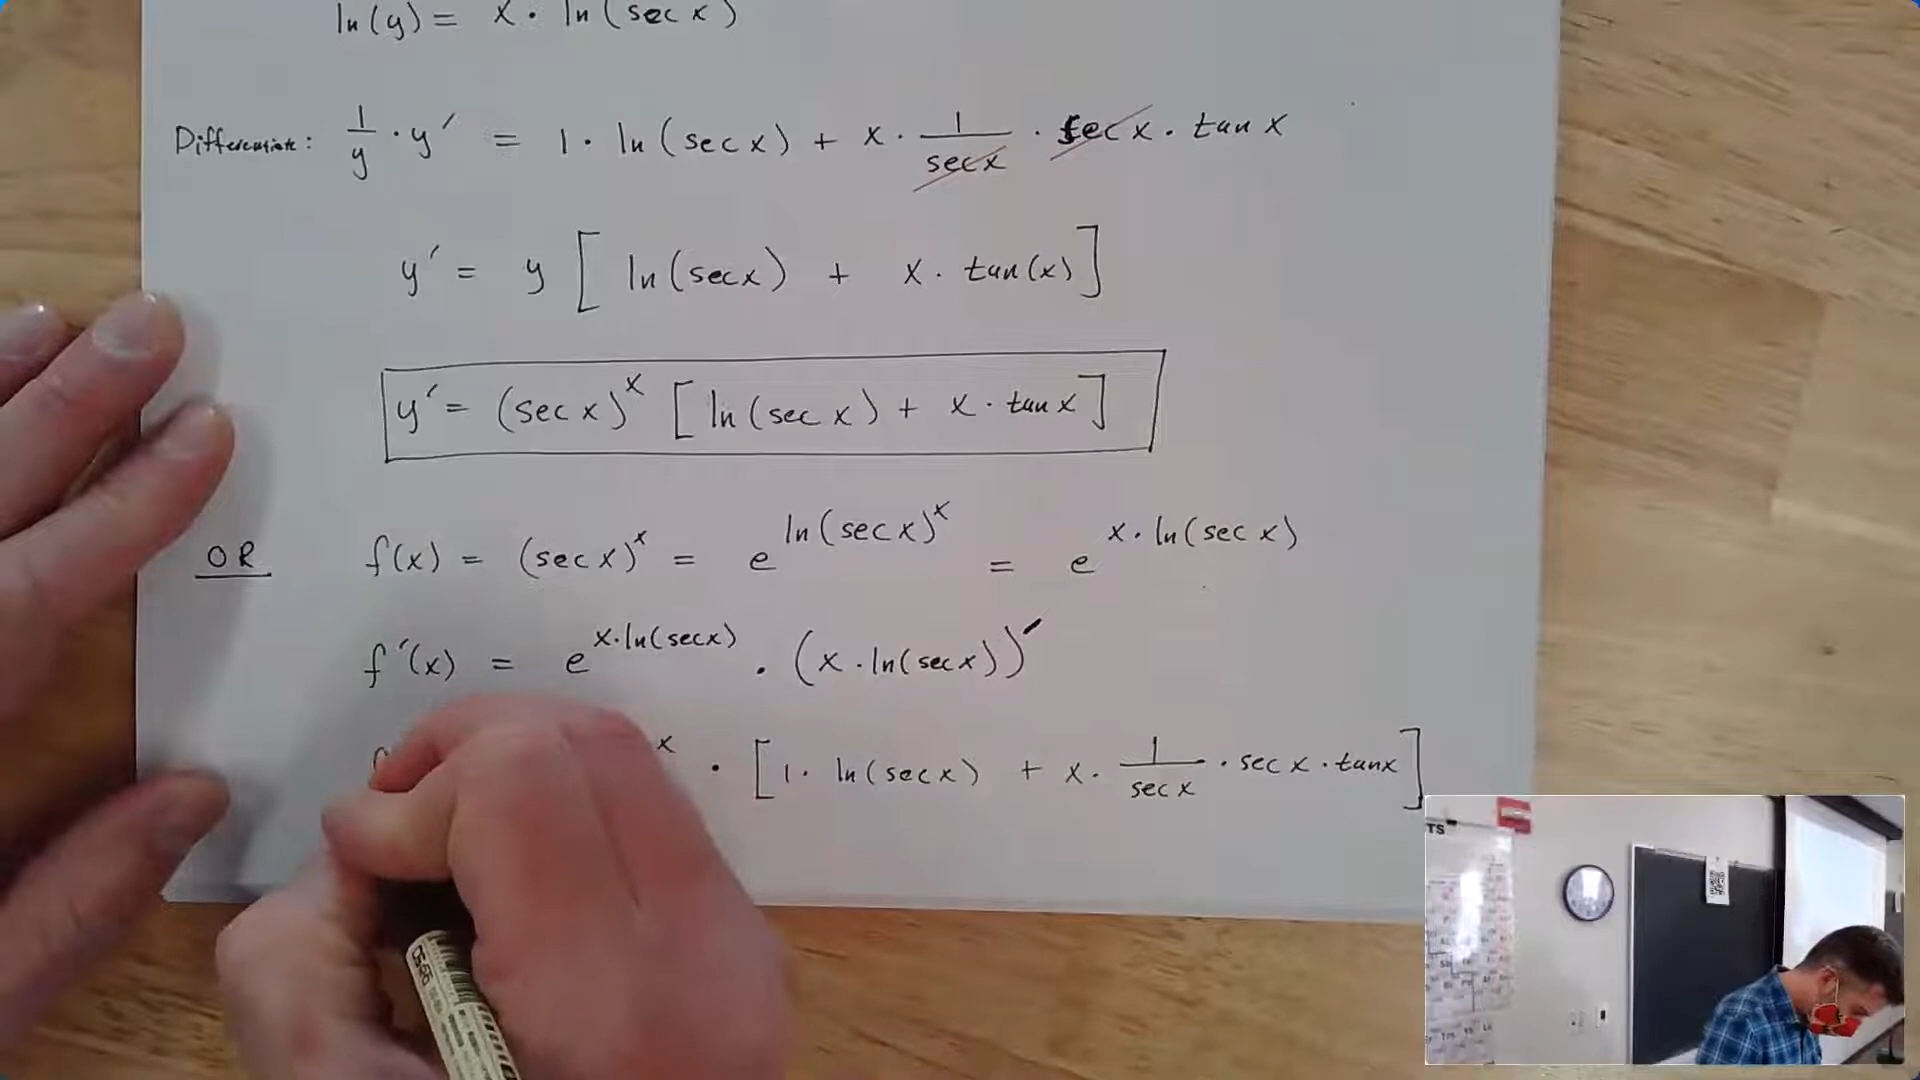 ln(y) = x · ln(sec x)
Differentiate: 1/y · y′ = 1 · ln(sec x) + x · 1/sec x · sec x · tan x
y′ = y [ ln(sec x) + x · tan(x) ]
y′ = (sec x)^x [ ln(sec x) + x · tan x ]
OR f(x) = (sec x)^x = e^ln(sec x)^x = e^x · ln(sec x)
f′(x) = e^x·ln(sec x) · (x · ln(sec x))′
x · [ 1 · ln(sec x) + x · 1/sec x · sec x · tan x ]
TS